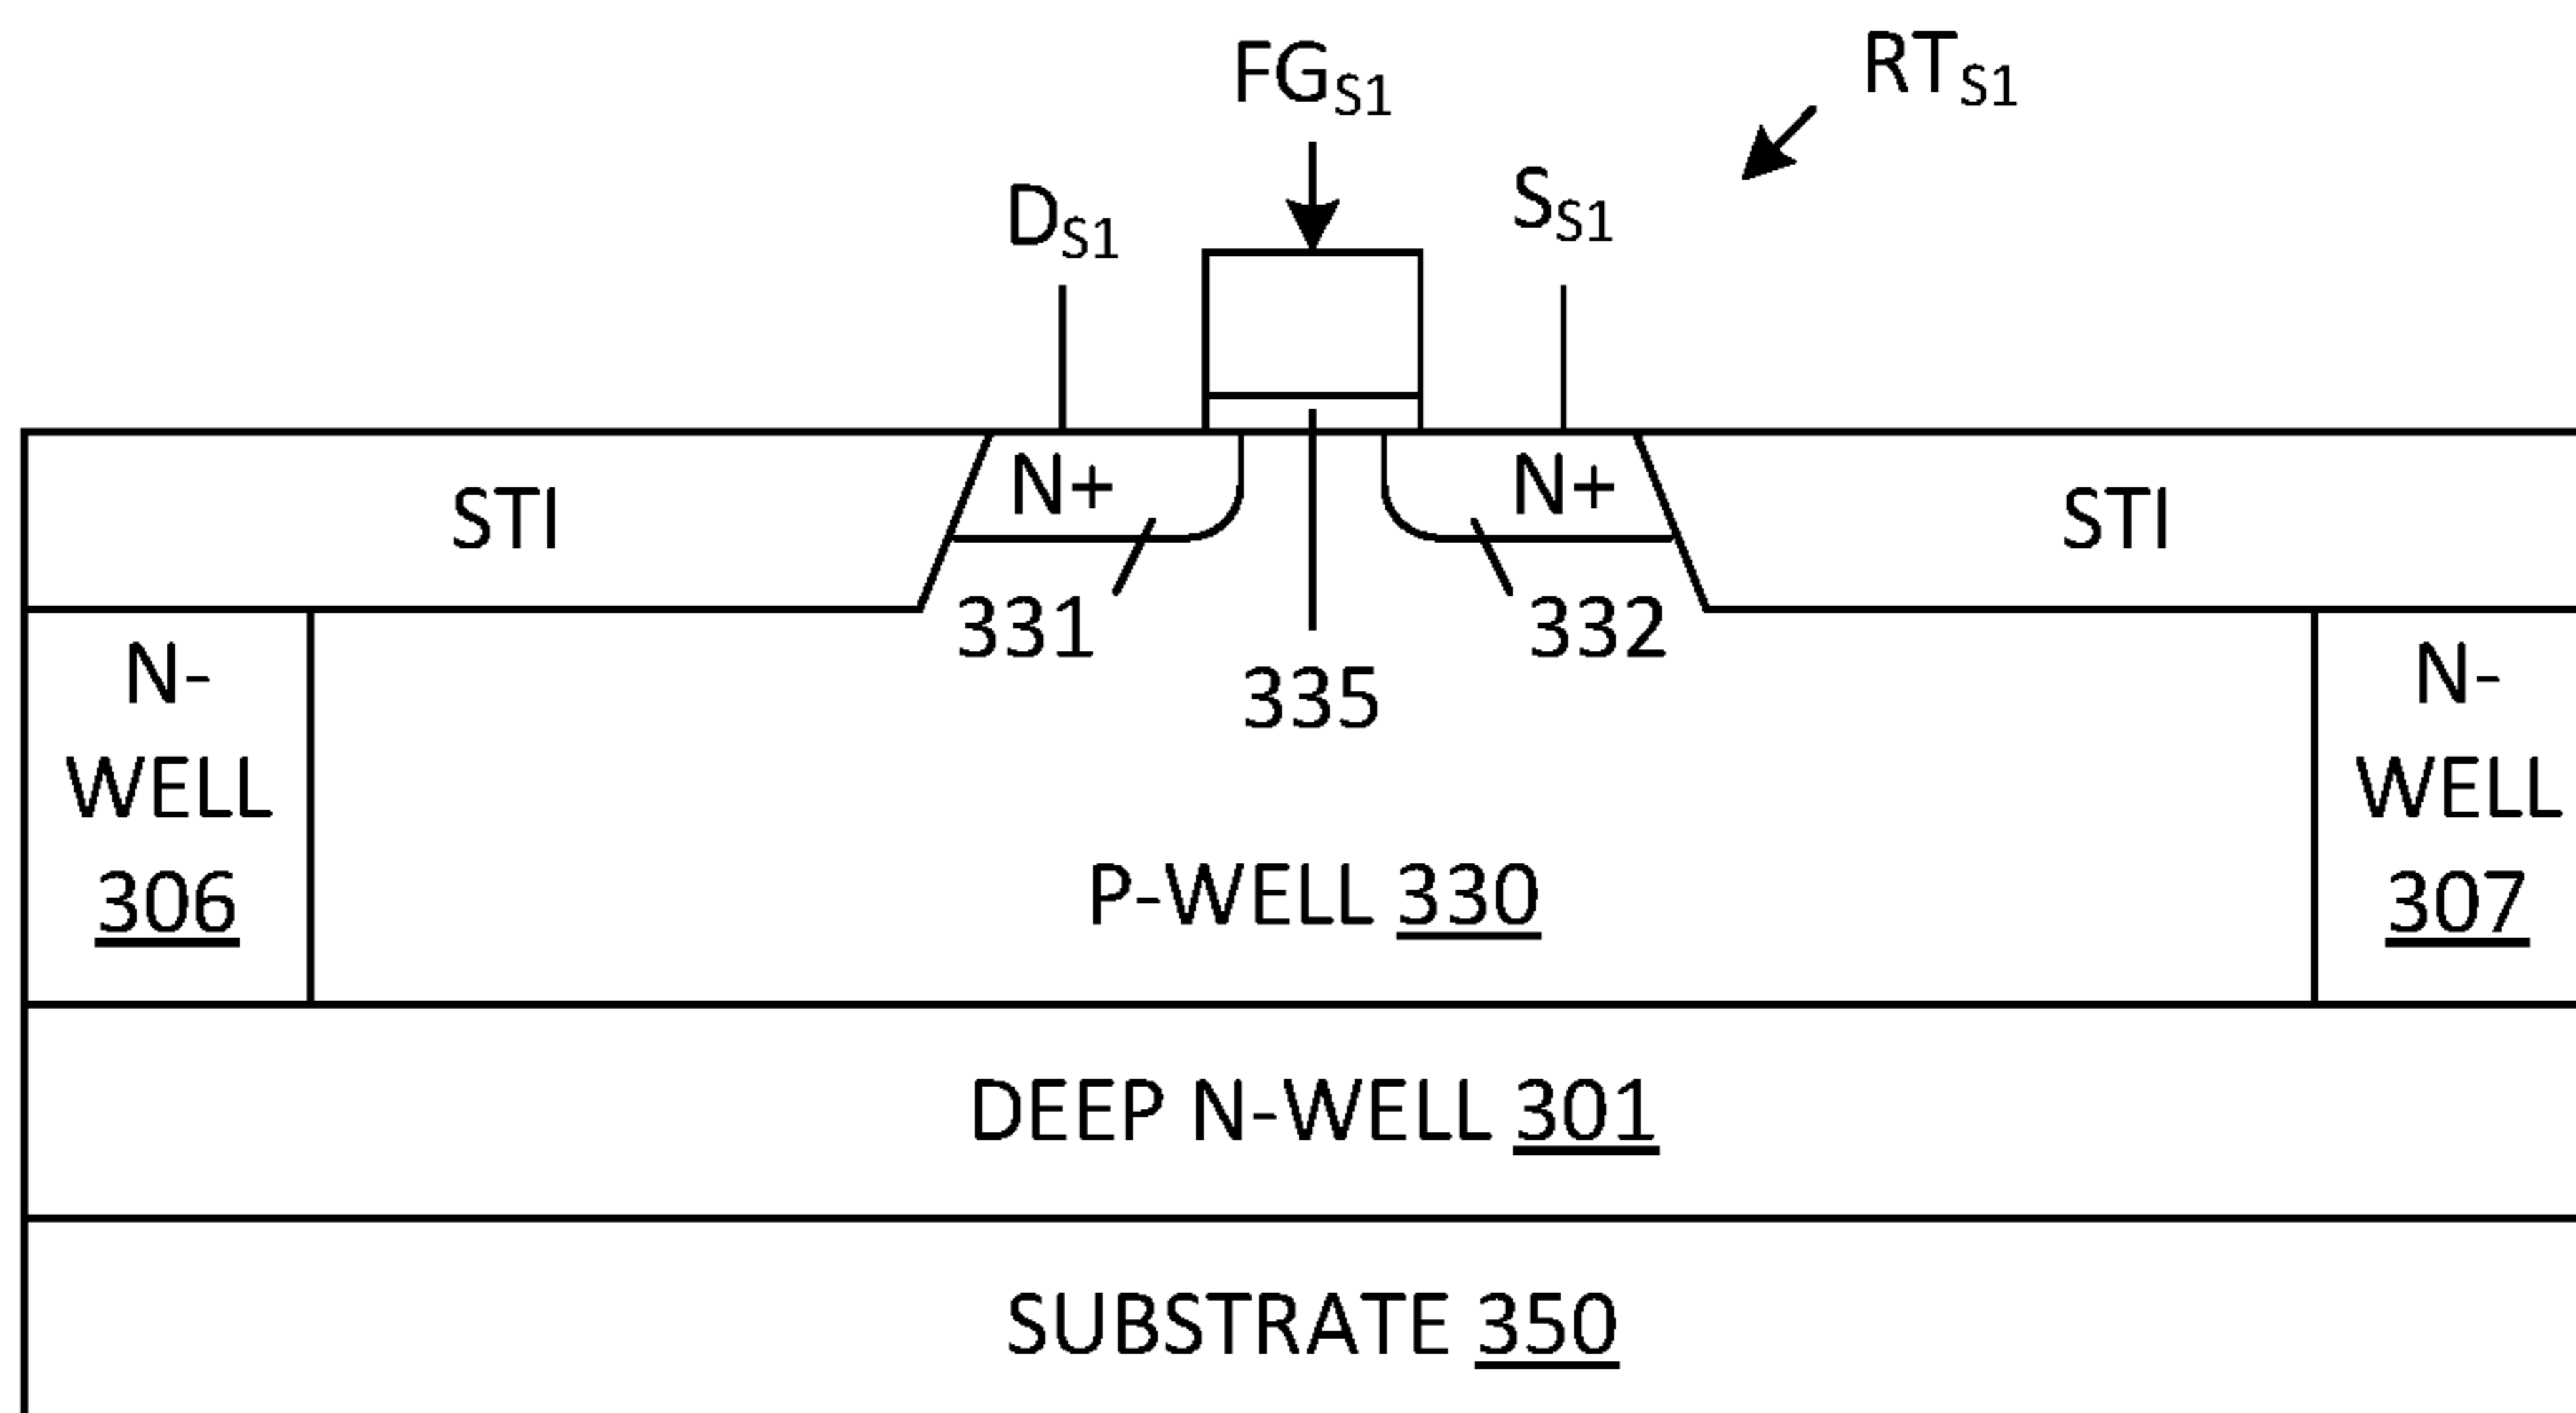 FGS1
RTS1
DS1
SS1
N+
N+
STI
STI
331
332
335
N-
WELL
306
N-
WELL
307
P-WELL 330
DEEP N-WELL 301
SUBSTRATE 350